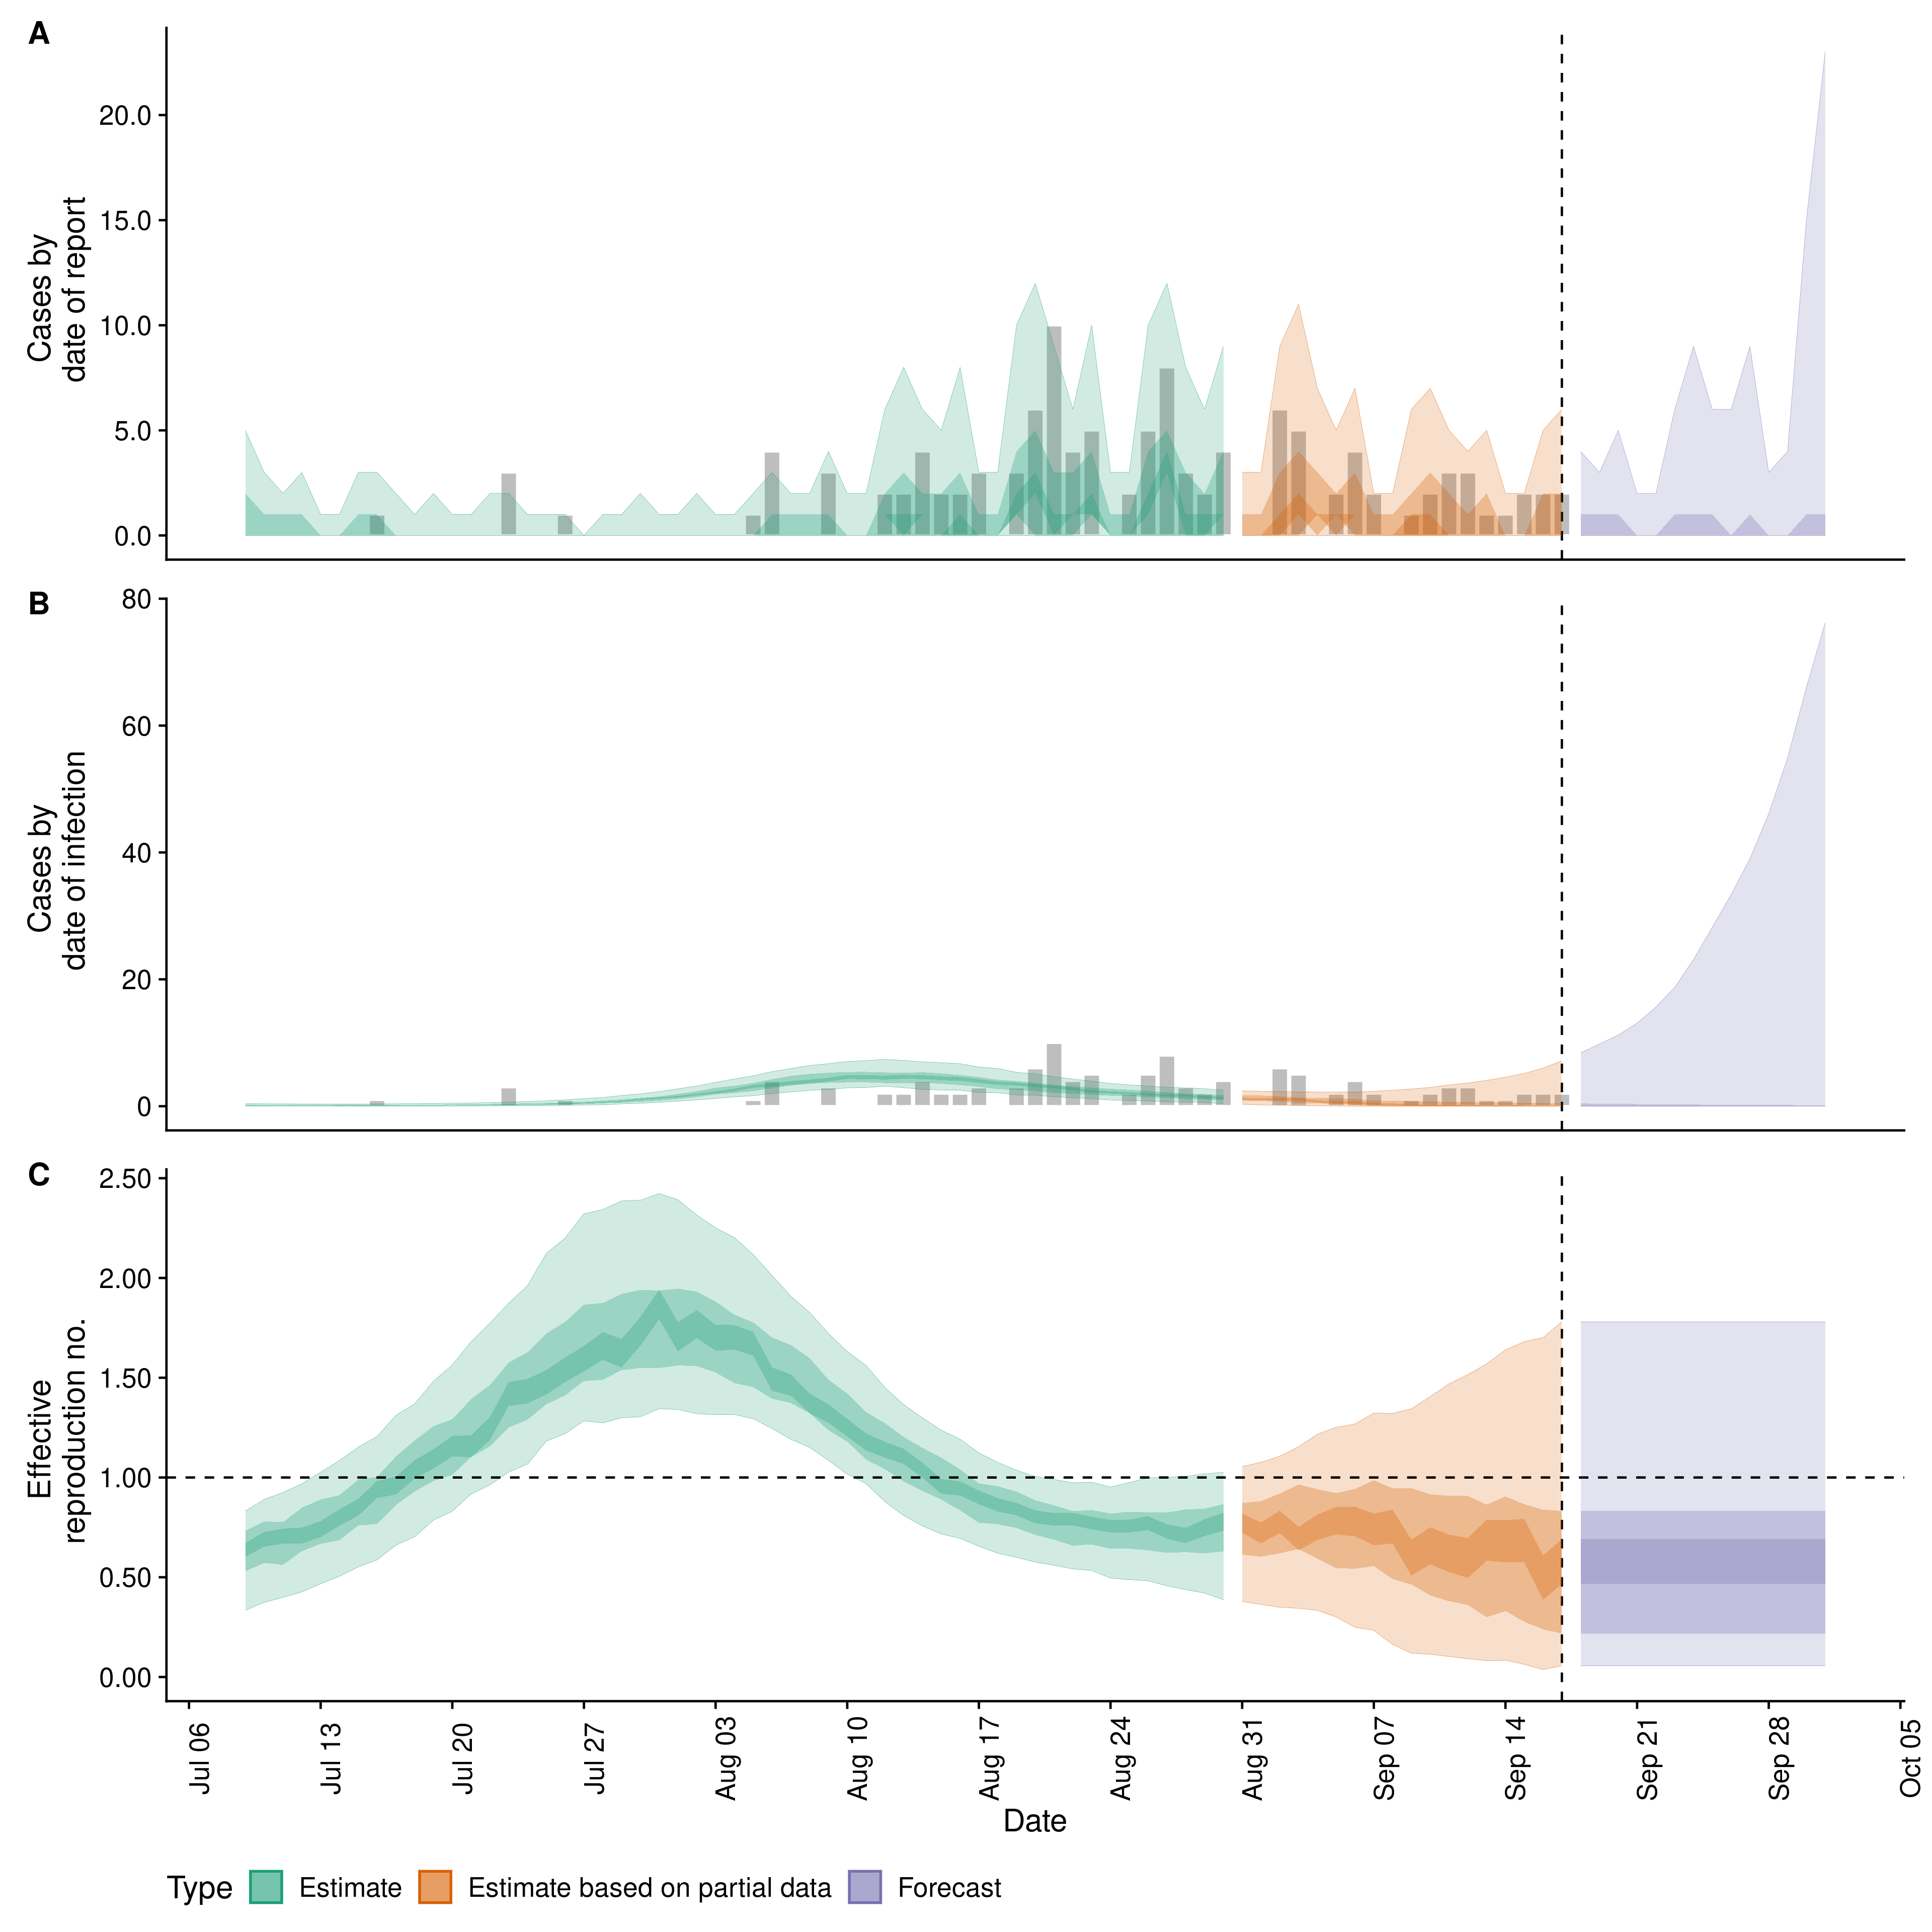 A
Cases by
date of report
20.0
15.0
10.0
5.0
0.0
B
Cases by
date of infection
80
60
40
20
0
C
Effective
reproduction no.
2.50
2.00
1.50
1.00
0.50
0.00
Jul 06
Jul 13
Jul 20
Jul 27
Aug 03
Aug 10
Aug 17
Aug 24
Aug 31
Sep 07
Sep 14
Sep 21
Sep 28
Oct 05
Date
Type Estimate Estimate based on partial data Forecast